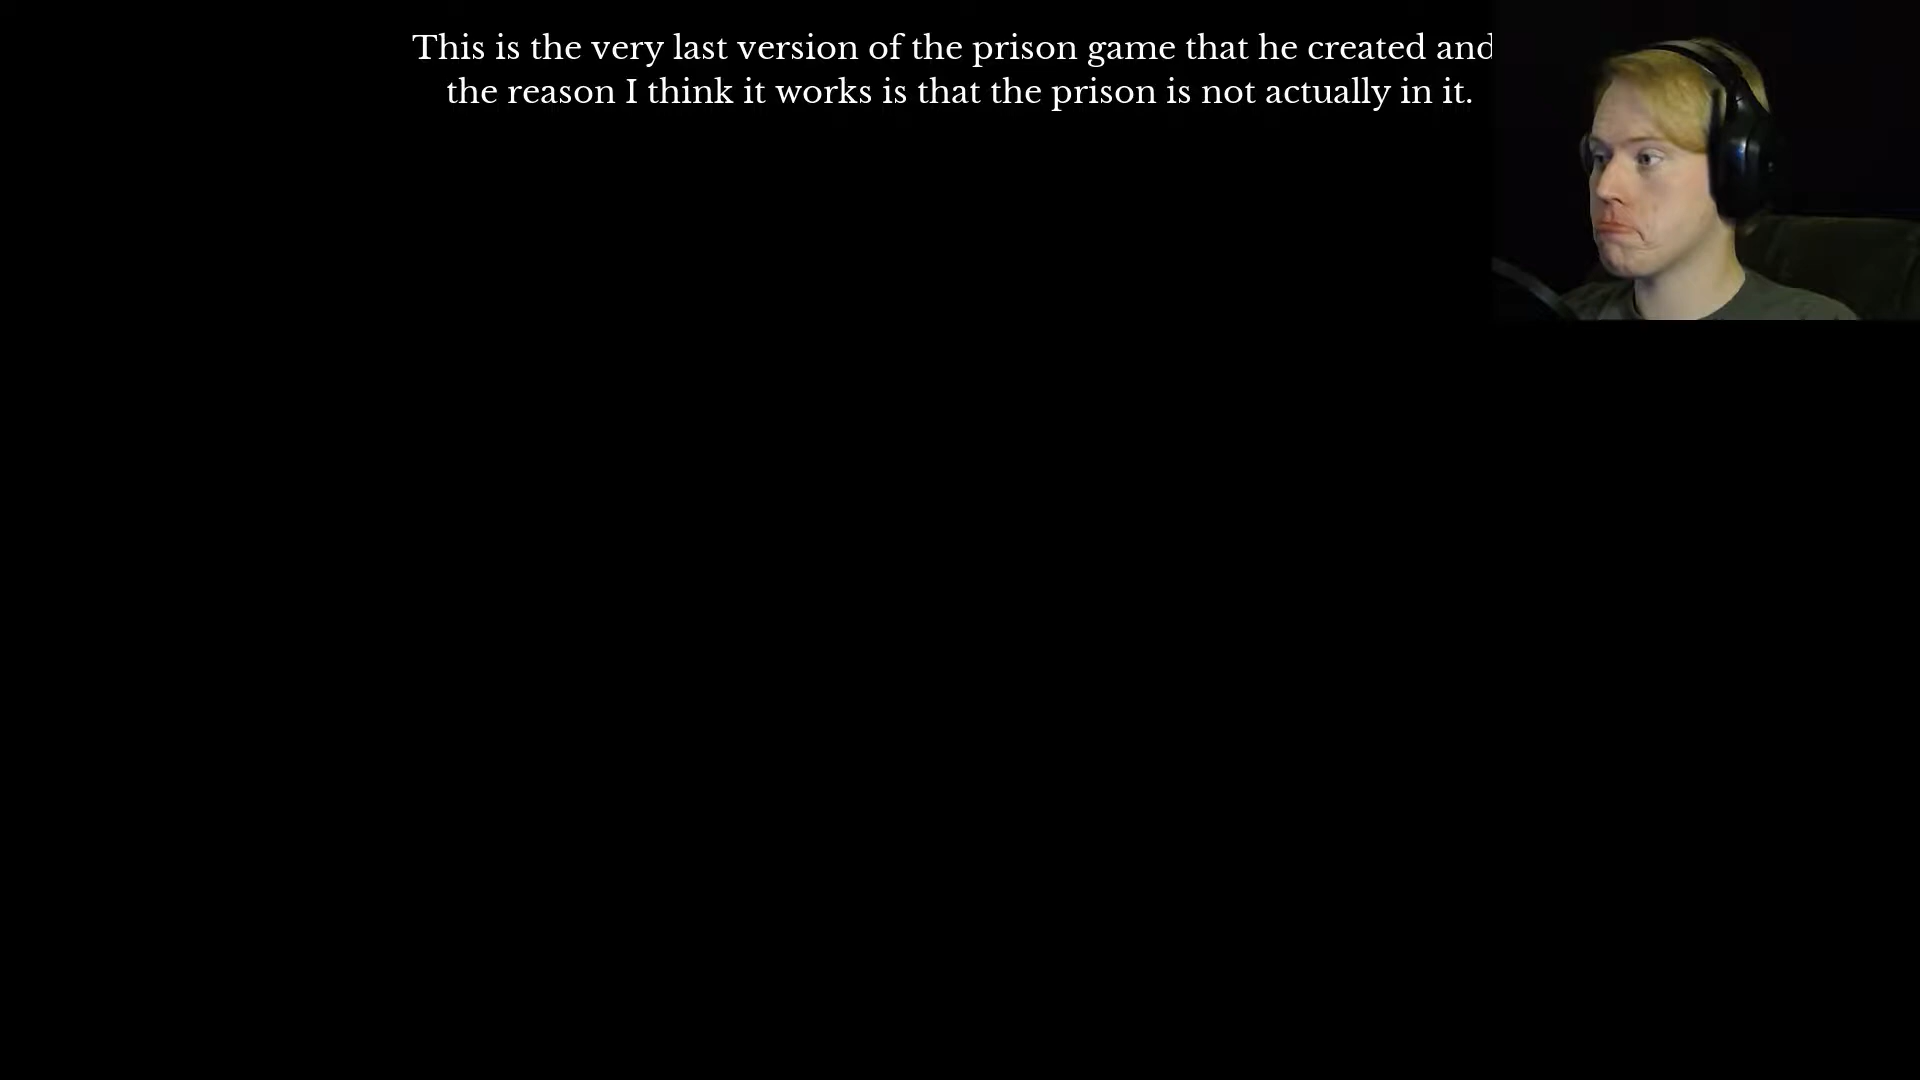 This is the very last version of the prison game that he created and
the reason I think it works is that the prison is not actually in it.